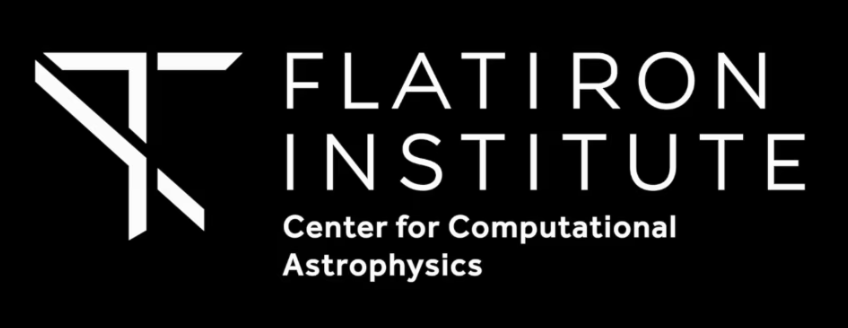 FLATIRON
INSTITUTE
Center for Computational
Astrophysics